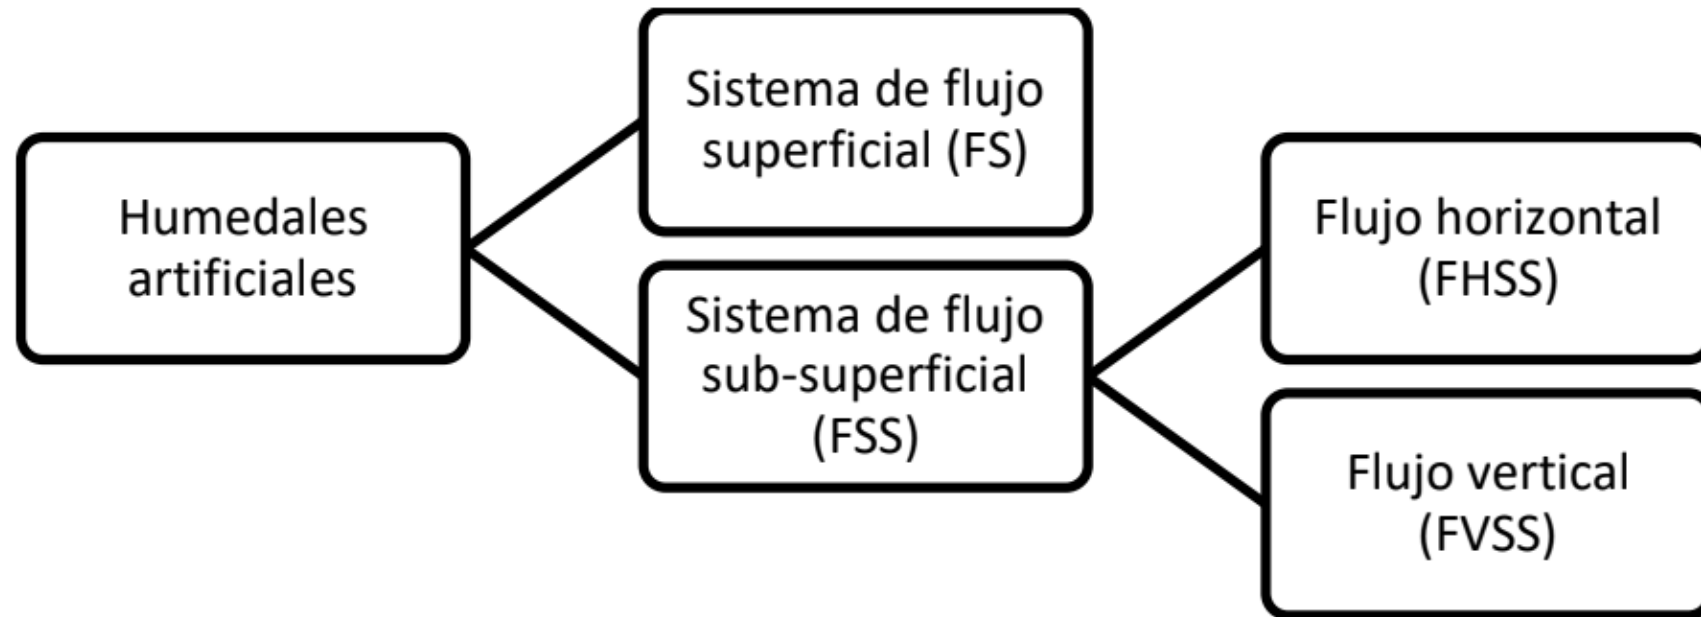 Humedales
artificiales
Sistema de flujo
superficial (FS)
Sistema de flujo
sub-superficial
(FSS)
Flujo horizontal
(FHSS)
Flujo vertical
(FVSS)